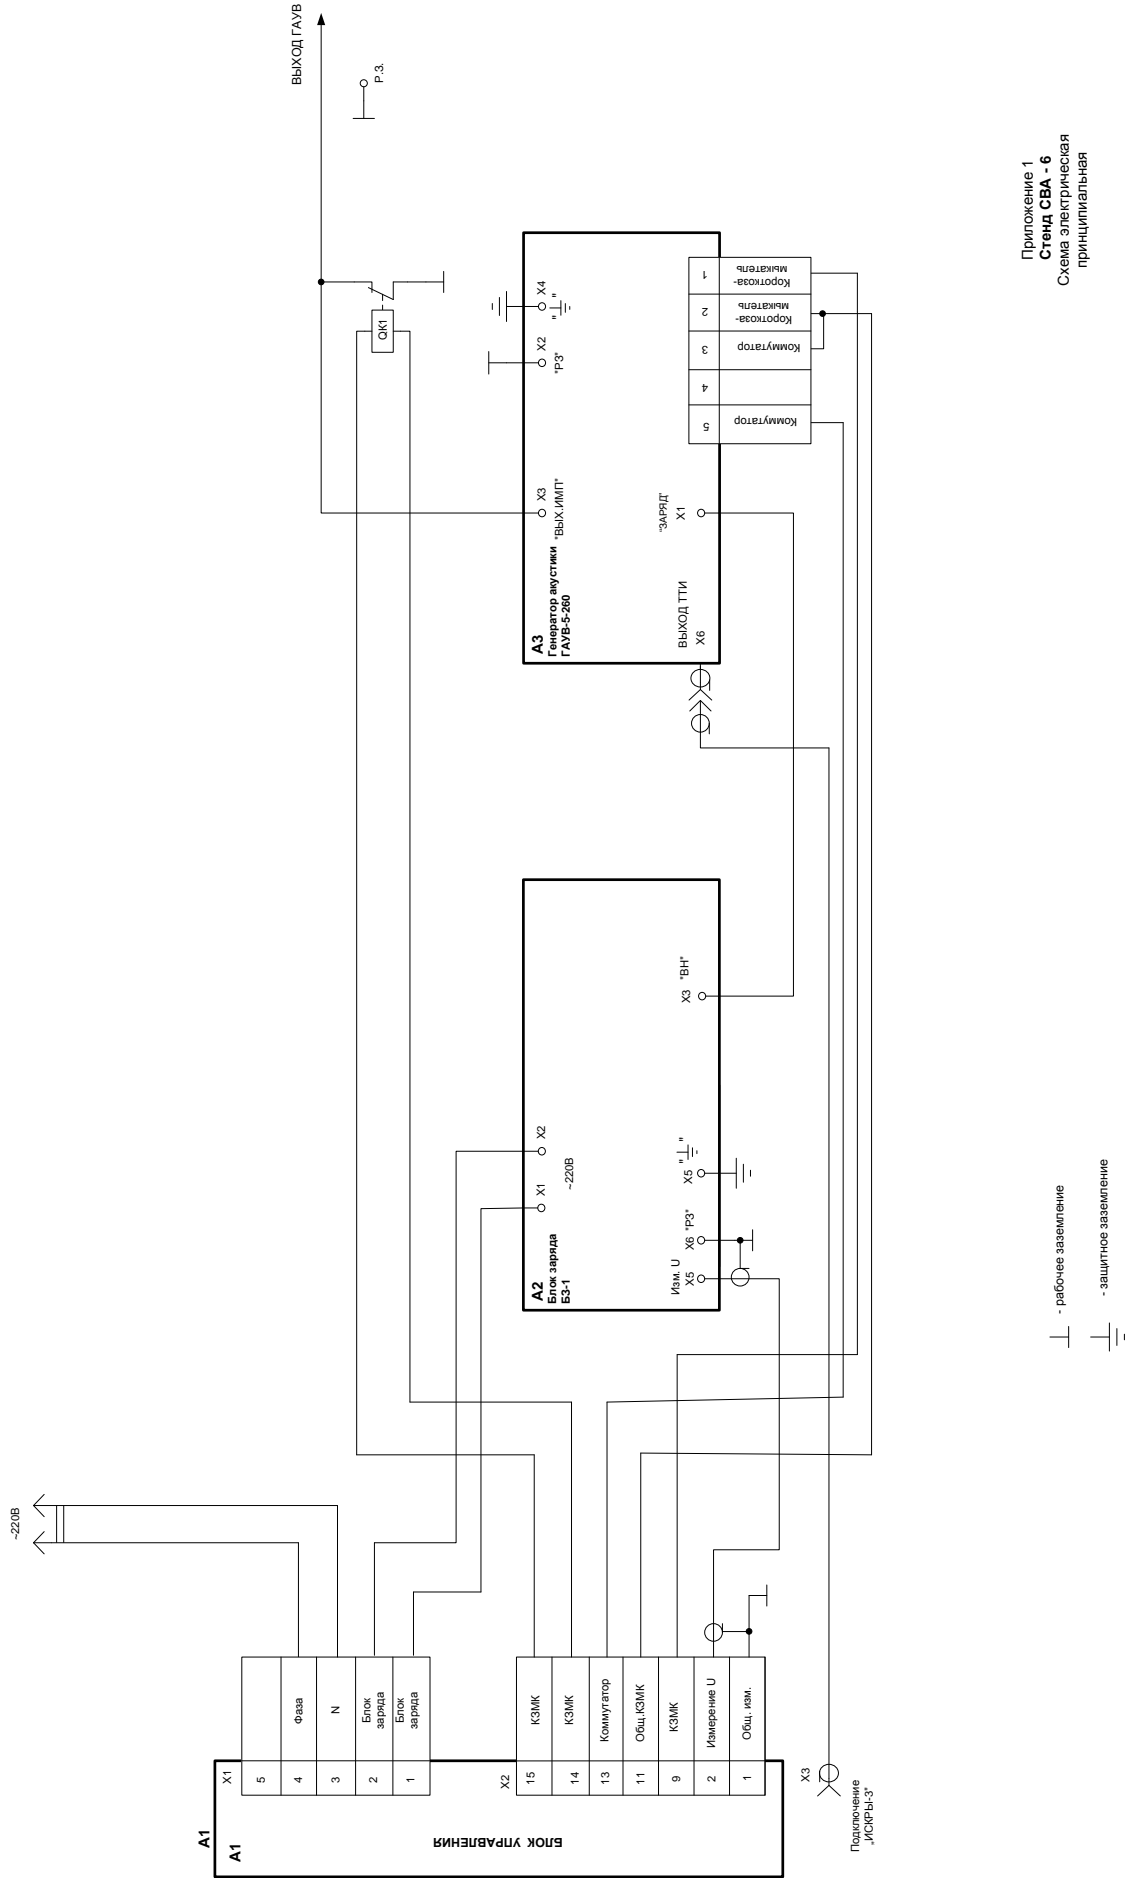 ~220В
ВЫХОД ГАУВ
Р.З.
QK1
А1
А1
БЛОК УПРАВЛЕНИЯ
X1
5
4
Фаза
3
N
2
Блок
заряда
1
Блок
заряда
X2
15
КЗМК
14
КЗМК
13
Коммутатор
11
Общ.КЗМК
9
КЗМК
2
Измерение U
1
Общ. изм.
X3
Подключение
„ИСКРЫ-3"
А2
Блок заряда
БЗ-1
X1
X2
~220В
Изм. U
X5
X6 "РЗ"
X5 " "
X3 "ВН"
А3
Генератор акустики
ГАУВ-5-260
X3
"ВЫХ.ИМП"
X2
"РЗ"
X4
" "
ВЫХОД ТТИ
X6
"ЗАРЯД"
X1
5
Коммутатор
4
3
Коммутатор
2
Короткоза-
мыкатель
1
Короткоза-
мыкатель
- рабочее заземление
- защитное заземление
Приложение 1
Стенд СВА - 6
Схема электрическая
принципиальная